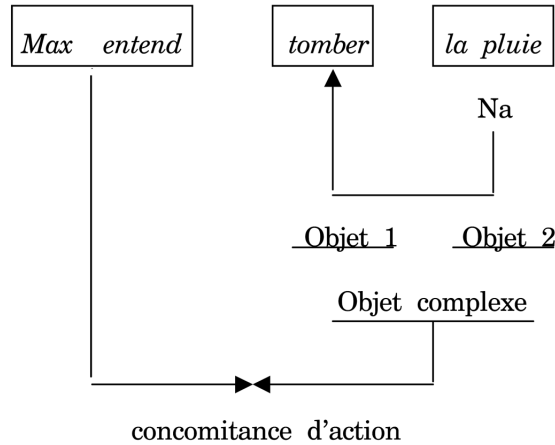 Max entend tomber la pluie
Na
Objet 1 Objet 2
Objet complexe
concomitance d'action